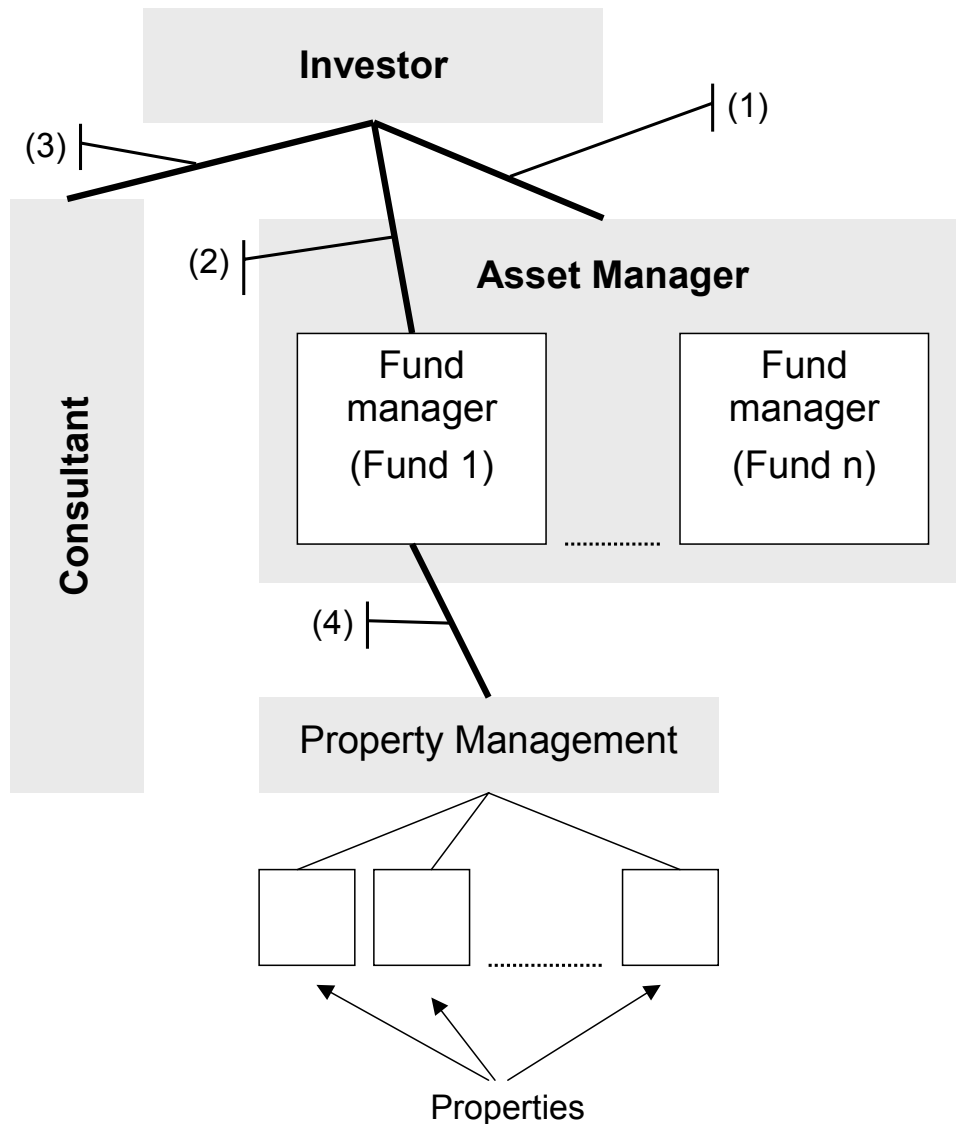 Investor
(1)
(3)
(2)
Asset Manager
Fund
manager
(Fund 1)
Fund
manager
(Fund n)
Consultant
(4)
Property Management
Properties